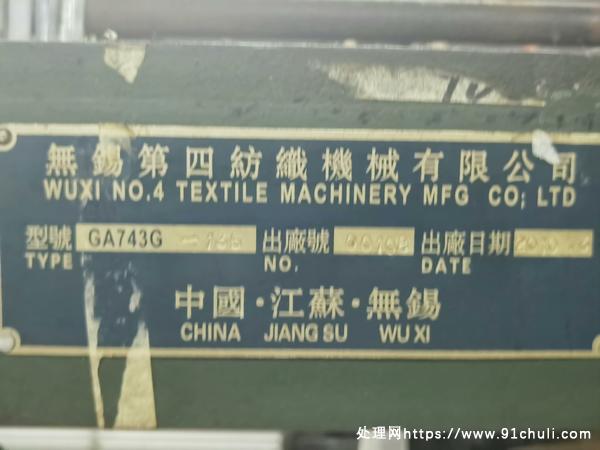 無錫第四紡織機械有限公司
WUXI NO.4 TEXTILE MACHINERY MFG CO; LTD
型號 GA743G 出廠號 出廠日期
TYPE NO. DATE
中國·江蘇·無錫
CHINA JIANG SU WU XI
处理网https://www.91chuli.com